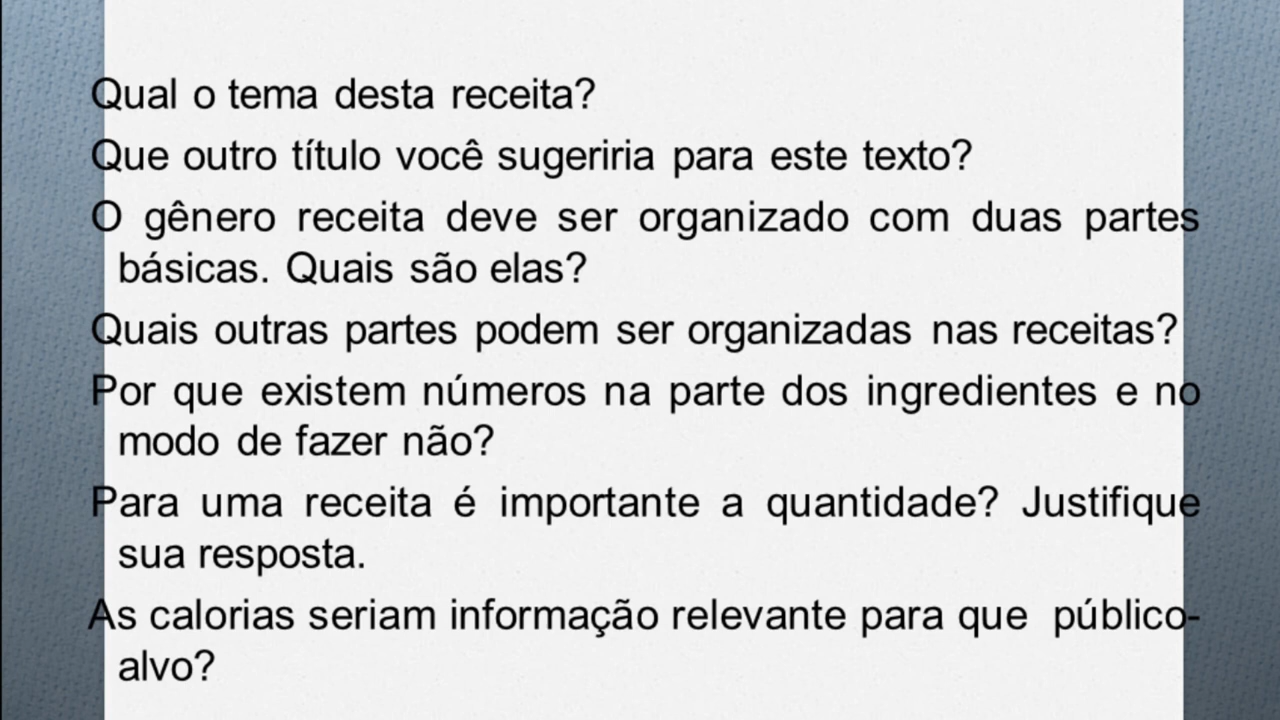 Qual o tema desta receita?
Que outro título você sugeriria para este texto?
O gênero receita deve ser organizado com duas partes
básicas. Quais são elas?
Quais outras partes podem ser organizadas nas receitas?
Por que existem números na parte dos ingredientes e no
modo de fazer não?
Para uma receita é importante a quantidade? Justifique
sua resposta.
As calorias seriam informação relevante para que público-
alvo?